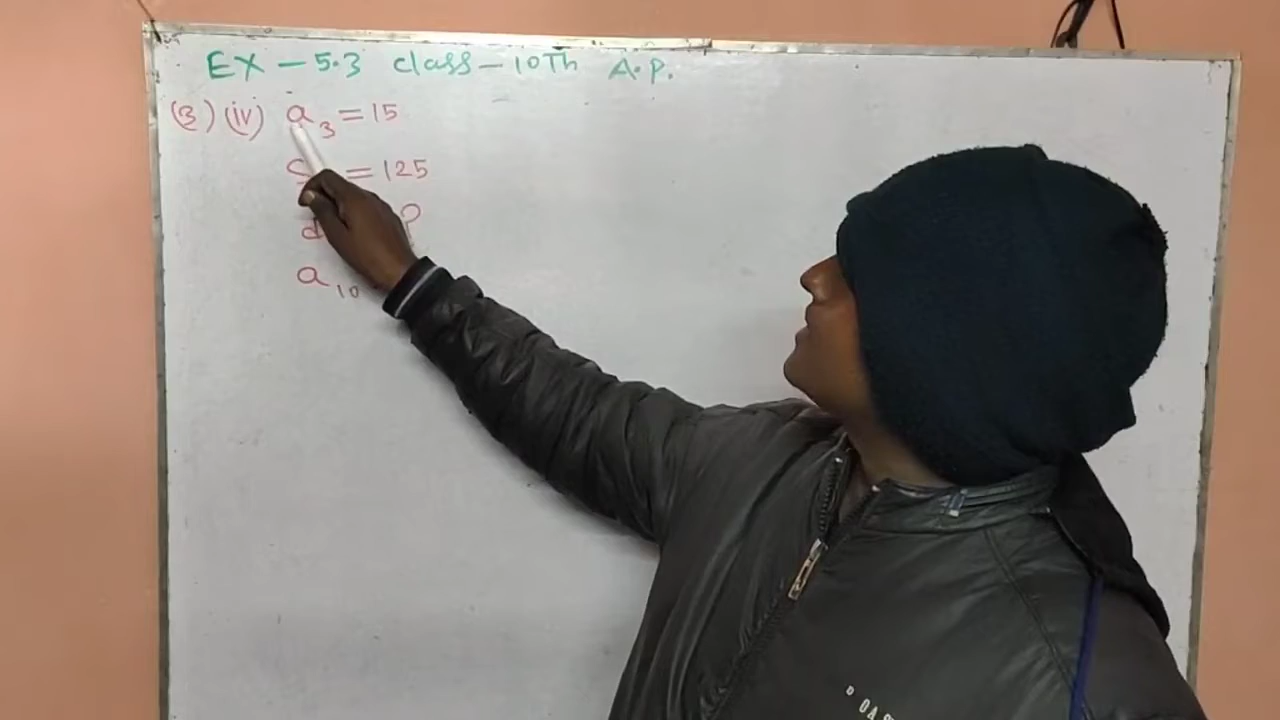 EX - 5.3 class - 10Th A.P.
(3) (iv) a₃ = 15
S = 125
d ?
a₁₀